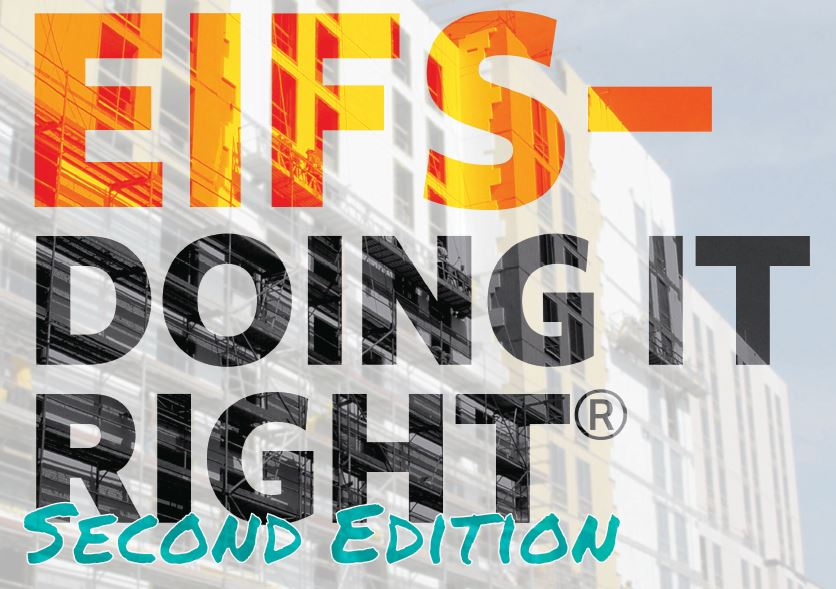 EIFS–
DOING IT
RIGHT®
SECOND EDITION